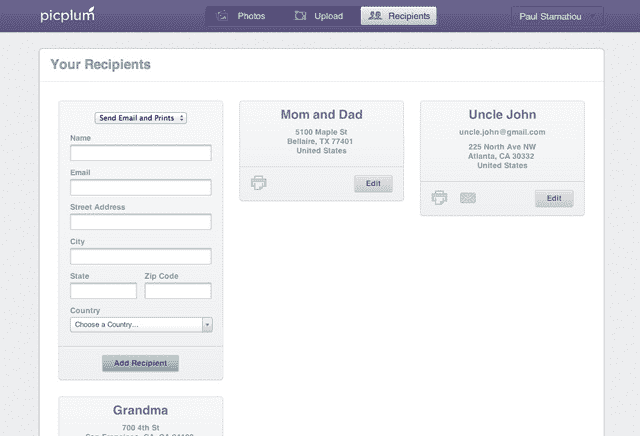 picplum
Photos
Upload
Recipients
Paul Stamatiou
Your Recipients
Send Email and Prints
Name
Email
Street Address
City
State Zip Code
Country
Choose a Country...
Add Recipient
Mom and Dad
5100 Maple St
Bellaire, TX 77401
United States
Edit
Uncle John
uncle.john@gmail.com
225 North Ave NW
Atlanta, CA 30332
United States
Edit
Grandma
700 4th St